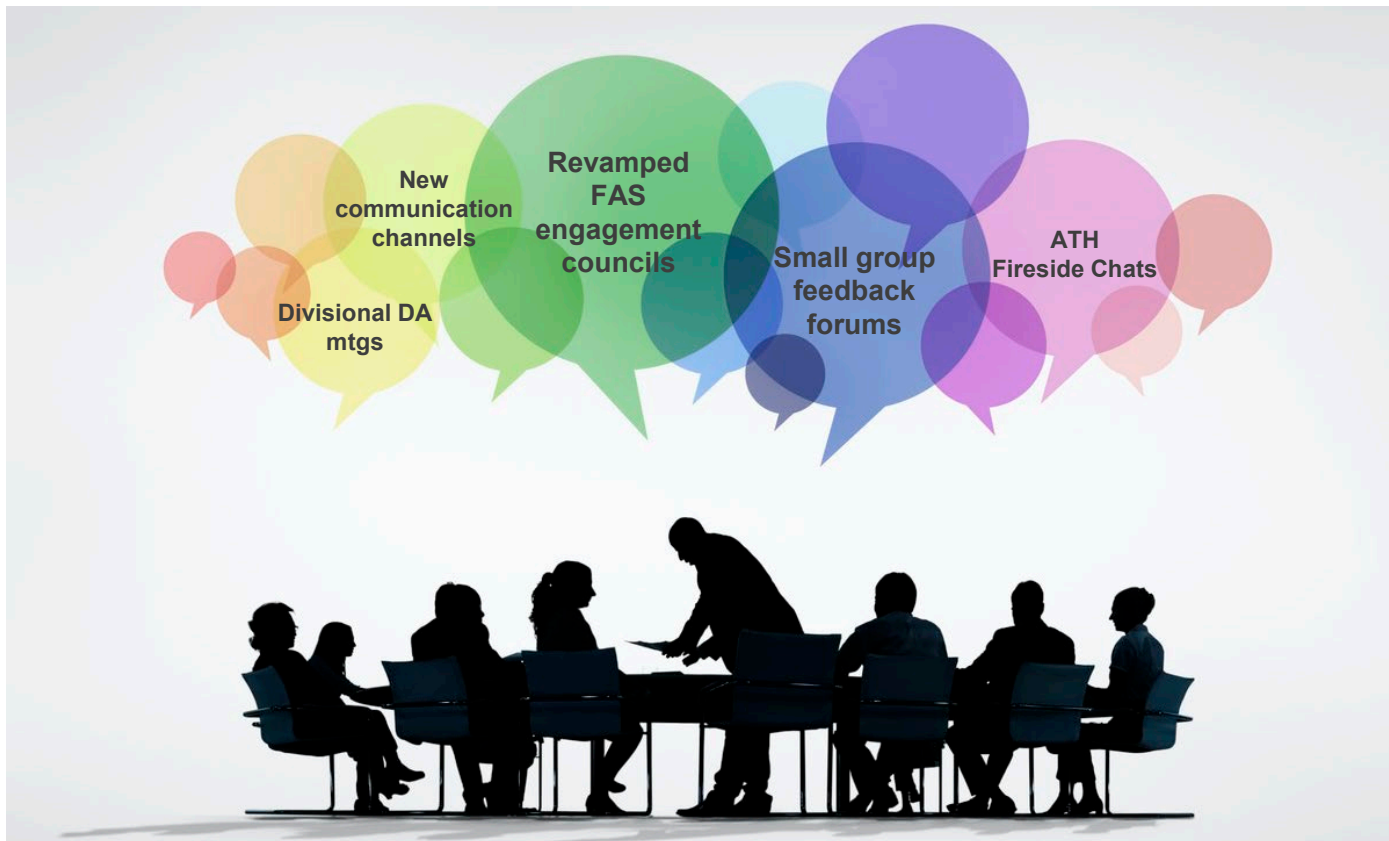 New
communication
channels
Divisional DA
mtgs
Revamped
FAS
engagement
councils
Small group
feedback
forums
ATH
Fireside Chats